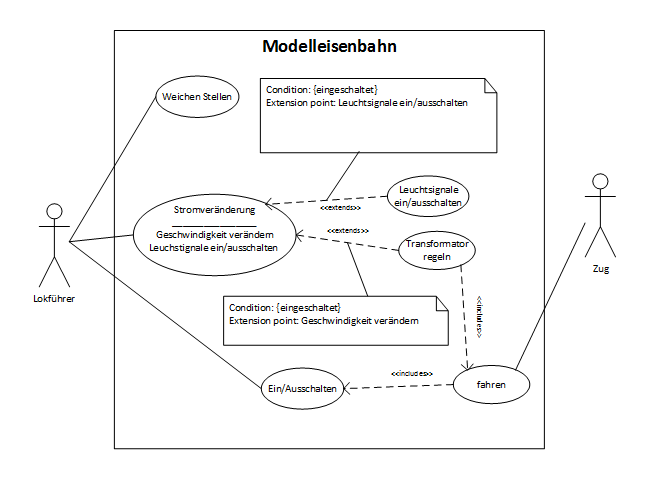 Modelleisenbahn
Weichen Stellen
Condition: {eingeschaltet}
Extension point: Leuchtsignale ein/ausschalten
Leuchtsignale
ein/ausschalten
<<extends>>
Stromveränderung
Geschwindigkeit verändern
Leuchstignale ein/ausschalten
<<extends>>
Transformator
regeln
Lokführer
Zug
Condition: {eingeschaltet}
Extension point: Geschwindigkeit verändern
<<includes>>
<<includes>>
Ein/Ausschalten
fahren